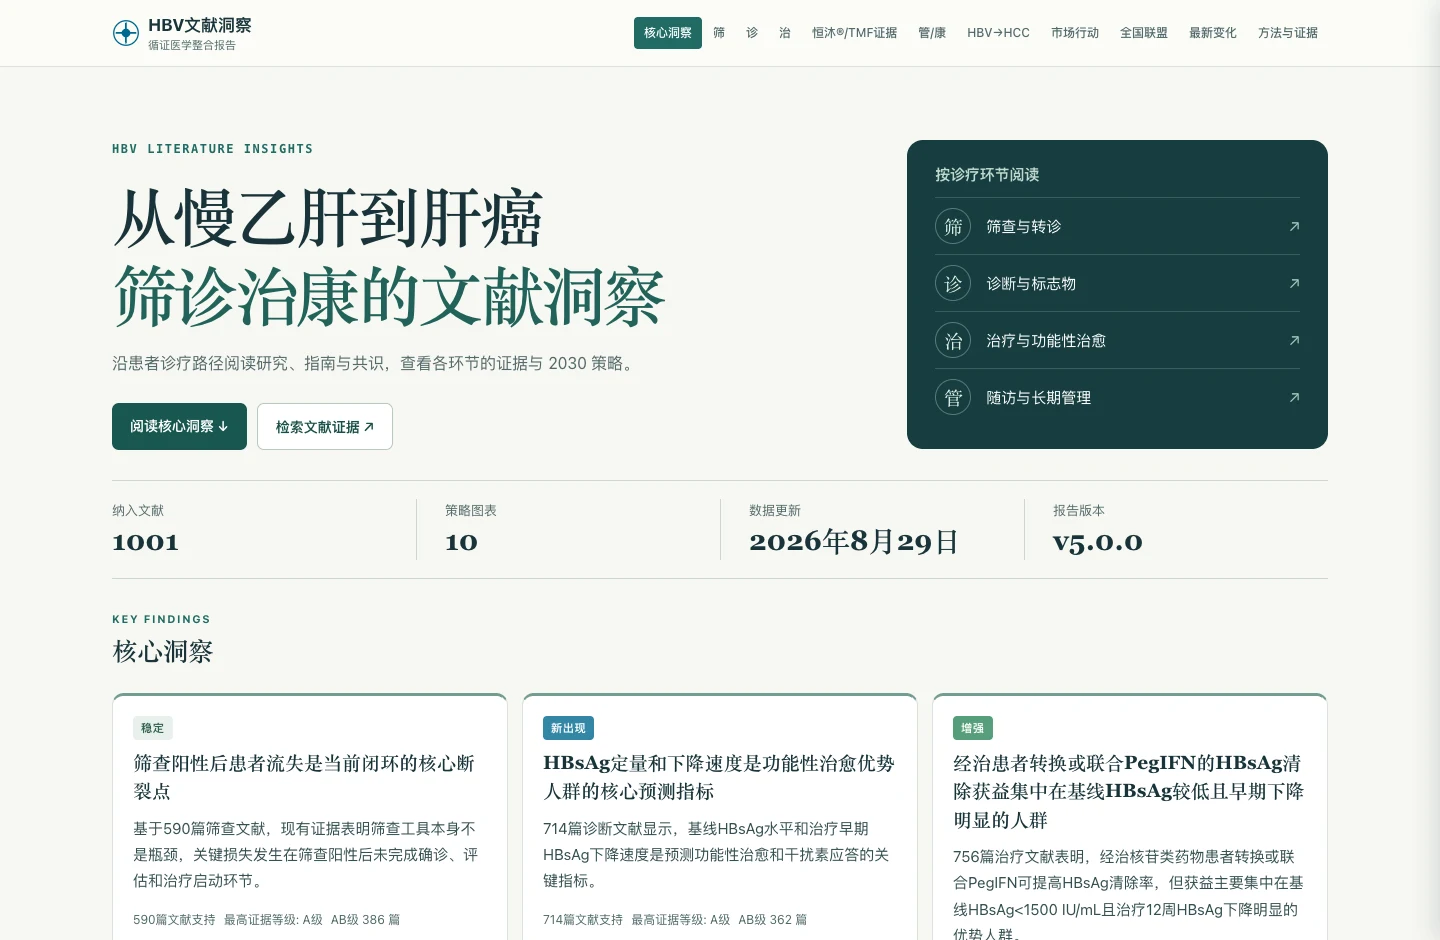 HBV文献洞察
循证医学整合报告
核心洞察 筛 诊 治 恒沐®/TMF证据 管/康 HBV→HCC 市场行动 全国联盟 最新变化 方法与证据
HBV LITERATURE INSIGHTS
从慢乙肝到肝癌
筛诊治康的文献洞察
沿患者诊疗路径阅读研究、指南与共识，查看各环节的证据与 2030 策略。
阅读核心洞察 ↓ 检索文献证据 ↗
按诊疗环节阅读
筛 筛查与转诊 ↗
诊 诊断与标志物 ↗
治 治疗与功能性治愈 ↗
管 随访与长期管理 ↗
纳入文献
1001
策略图表
10
数据更新
2026年8月29日
报告版本
v5.0.0
KEY FINDINGS
核心洞察
稳定
筛查阳性后患者流失是当前闭环的核心断
裂点
基于590篇筛查文献，现有证据表明筛查工具本身不
是瓶颈，关键损失发生在筛查阳性后未完成确诊、评
估和治疗启动环节。
590篇文献支持 最高证据等级: A级 AB级 386 篇
新出现
HBsAg定量和下降速度是功能性治愈优势
人群的核心预测指标
714篇诊断文献显示，基线HBsAg水平和治疗早期
HBsAg下降速度是预测功能性治愈和干扰素应答的关
键指标。
714篇文献支持 最高证据等级: A级 AB级 362 篇
增强
经治患者转换或联合PegIFN的HBsAg清
除获益集中在基线HBsAg较低且早期下降
明显的人群
756篇治疗文献表明，经治核苷类药物患者转换或联
合PegIFN可提高HBsAg清除率，但获益主要集中在基
线HBsAg<1500 IU/mL且治疗12周HBsAg下降明显的
优势人群。